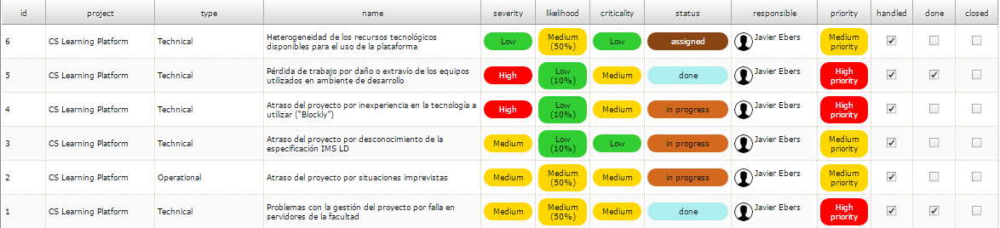 id project type name severity likelihood criticality status responsible priority handled done closed
6 CS Learning Platform Technical Heterogeneidad de los recursos tecnológicos disponibles para el uso de la plataforma Low Medium (50%) Low assigned Javier Ebers Medium priority
5 CS Learning Platform Technical Pérdida de trabajo por daño o extravío de los equipos utilizados en ambiente de desarrollo High Low (10%) Medium done Javier Ebers High priority
4 CS Learning Platform Technical Atraso del proyecto por inexperiencia en la tecnología a utilizar ("Blockly") High Low (10%) Medium in progress Javier Ebers High priority
3 CS Learning Platform Technical Atraso del proyecto por desconocimiento de la especificación IMS LD Medium Low (10%) Low in progress Javier Ebers Medium priority
2 CS Learning Platform Operational Atraso del proyecto por situaciones imprevistas Medium Medium (50%) Medium in progress Javier Ebers Medium priority
1 CS Learning Platform Technical Problemas con la gestión del proyecto por falla en servidores de la facultad Medium Medium (50%) Medium done Javier Ebers High priority